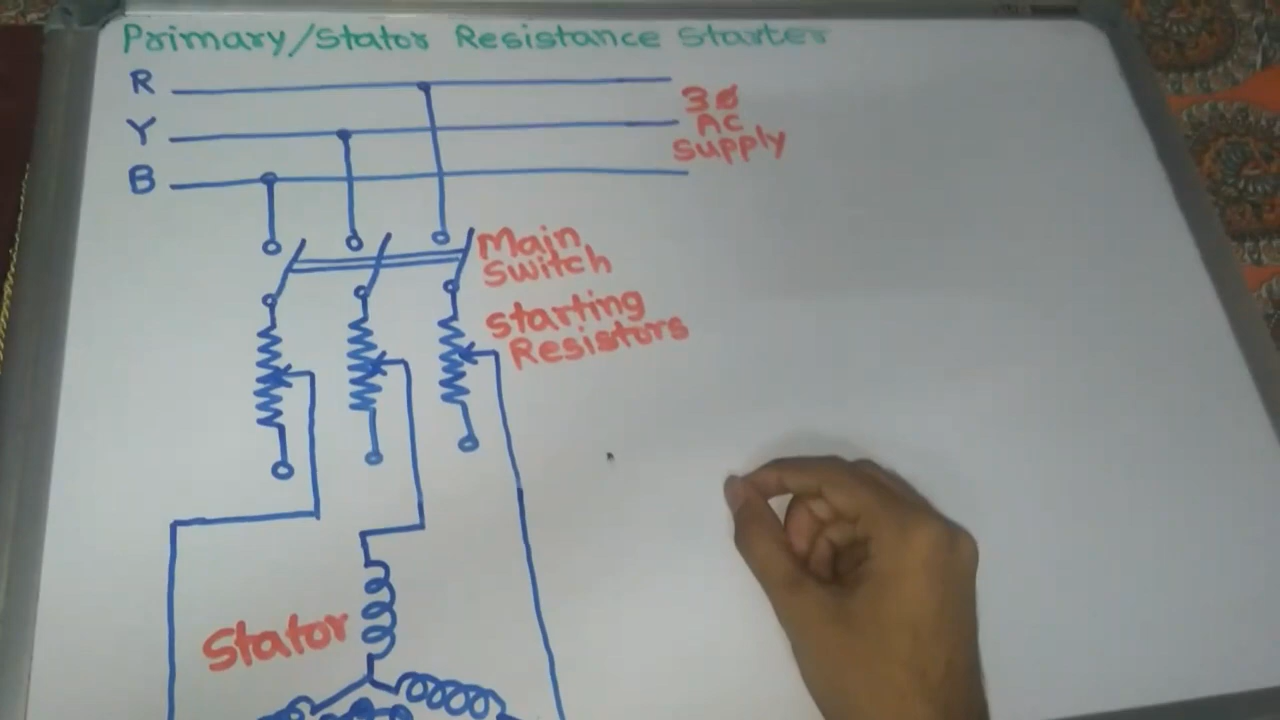 Primary/Stator Resistance Starter
R
Y
B
3ø
AC
Supply
Main
Switch
Starting
Resistors
Stator